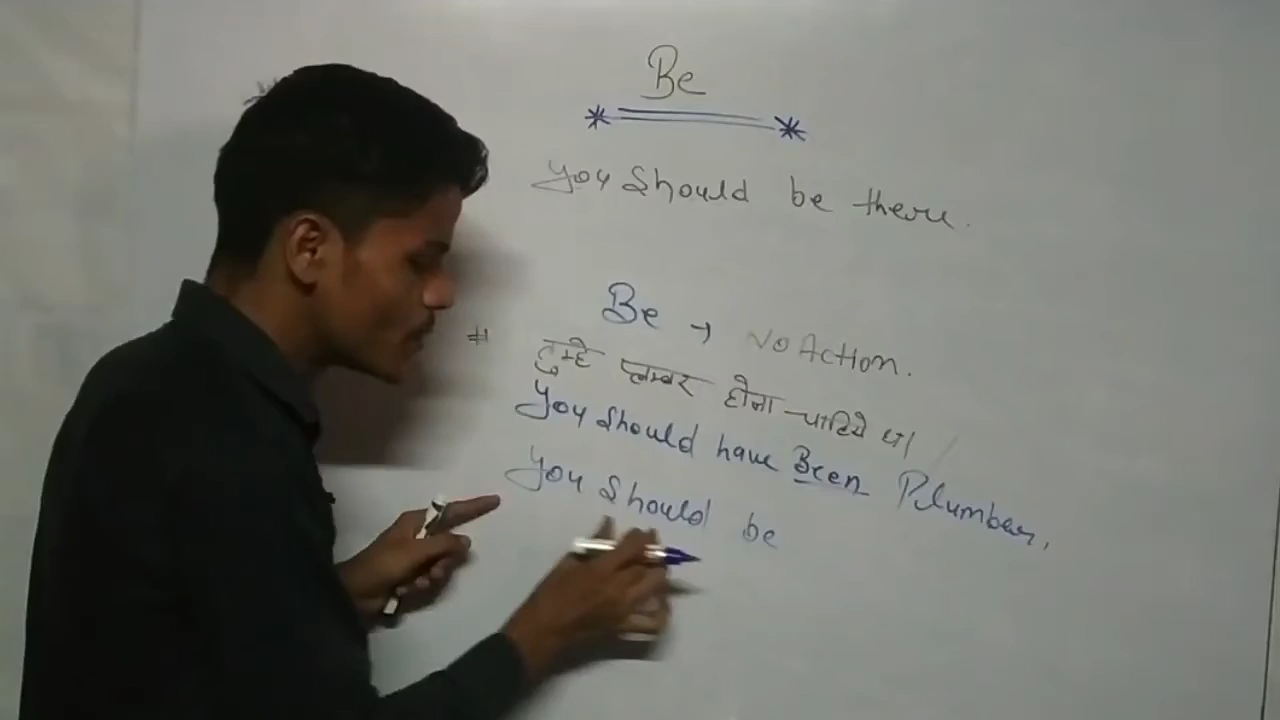 Be
You should be there.
Be → No Action.
# तुम्हे प्लम्बर होना चाहिये था।
You should have Been Plumber,
You should be